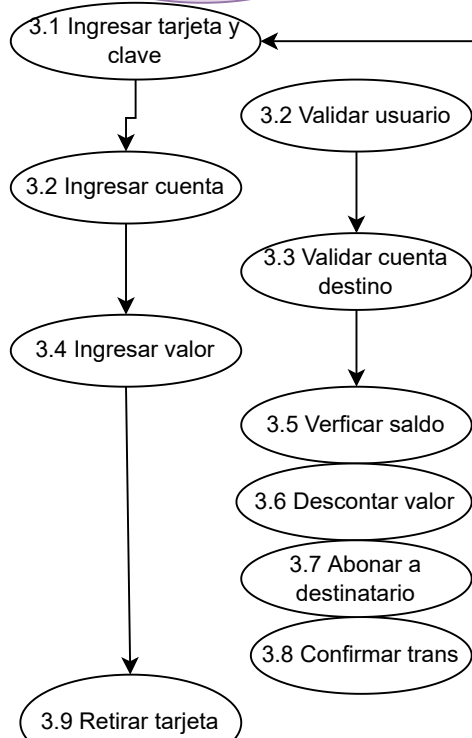 3.1 Ingresar tarjeta y
clave
3.2 Validar usuario
3.2 Ingresar cuenta
3.3 Validar cuenta
destino
3.4 Ingresar valor
3.5 Verficar saldo
3.6 Descontar valor
3.7 Abonar a
destinatario
3.8 Confirmar trans
3.9 Retirar tarjeta